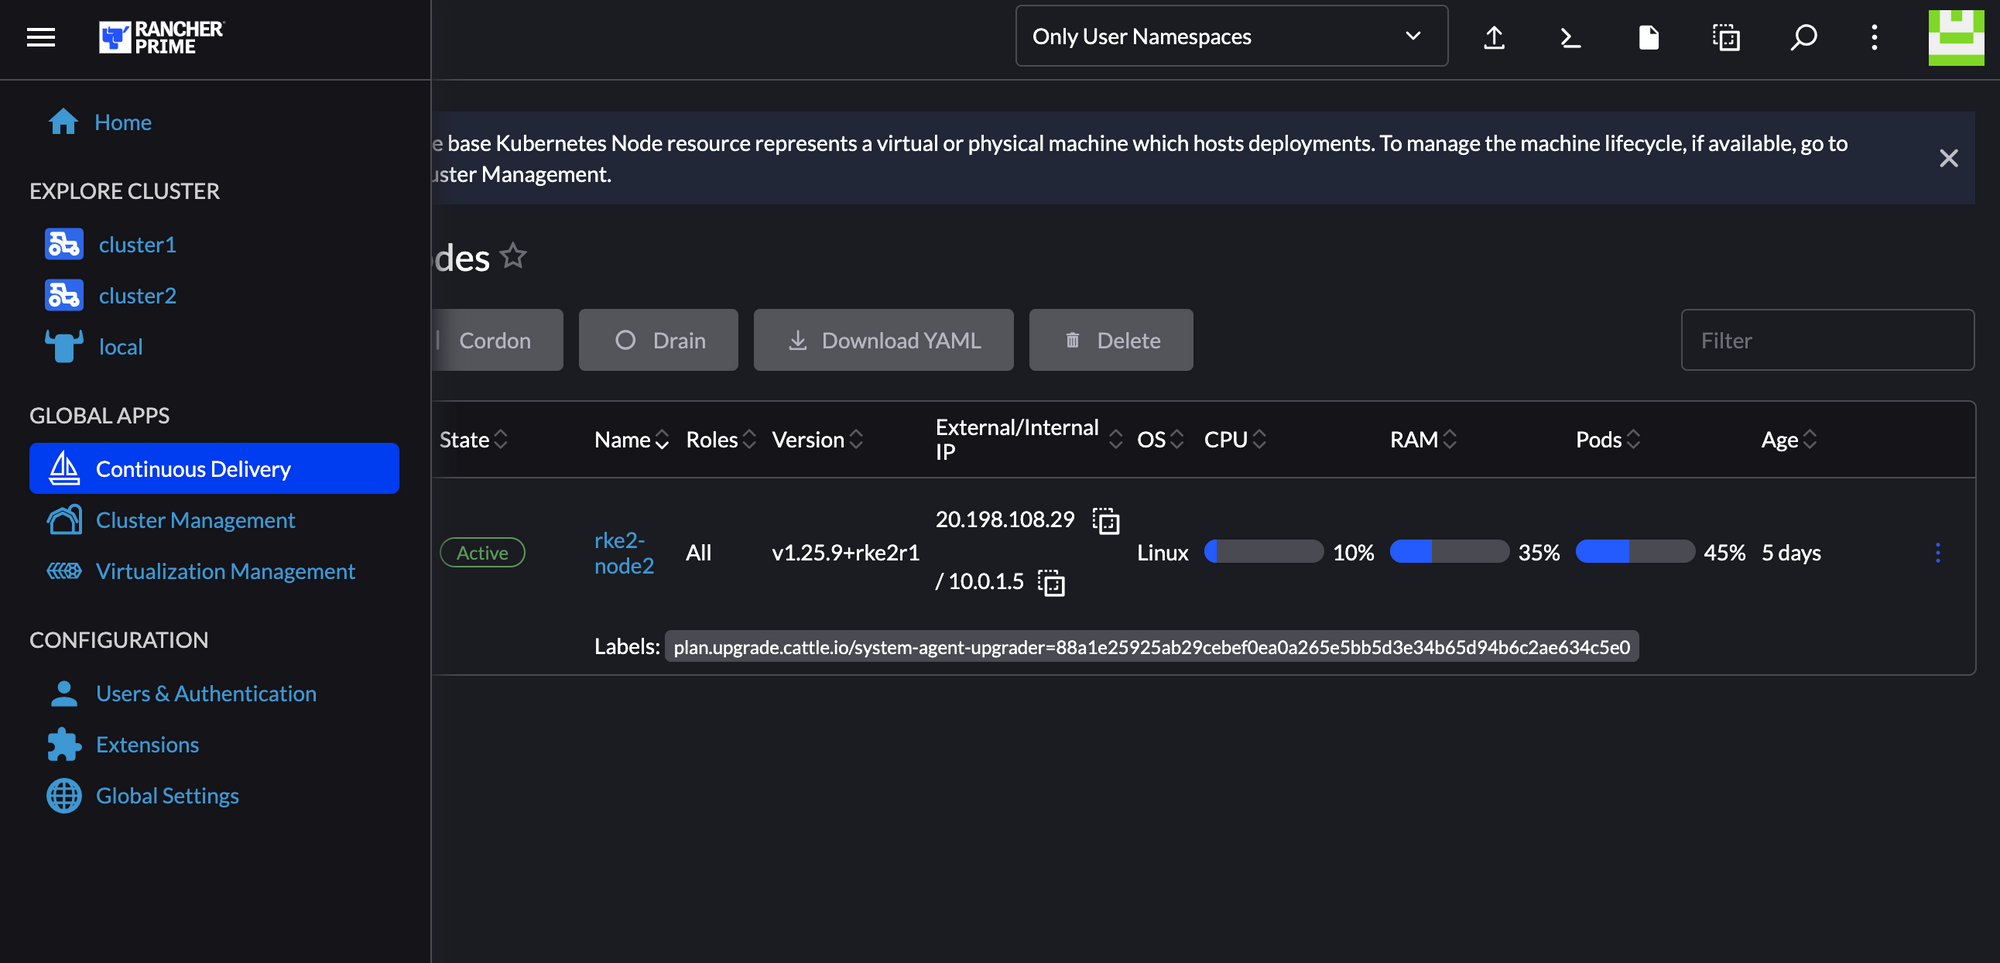 RANCHER
PRIME
Only User Namespaces
Home
EXPLORE CLUSTER
cluster1
cluster2
local
GLOBAL APPS
Continuous Delivery
Cluster Management
Virtualization Management
CONFIGURATION
Users & Authentication
Extensions
Global Settings
e base Kubernetes Node resource represents a virtual or physical machine which hosts deployments. To manage the machine lifecycle, if available, go to
uster Management.
odes
Cordon
Drain
Download YAML
Delete
Filter
State Name Roles Version External/Internal IP OS CPU RAM Pods Age
Active
rke2-
node2
All
v1.25.9+rke2r1
20.198.108.29
/ 10.0.1.5
Linux
10%
35%
45%
5 days
Labels: plan.upgrade.cattle.io/system-agent-upgrader=88a1e25925ab29cebef0ea0a265e5bb5d3e34b65d94b6c2ae634c5e0